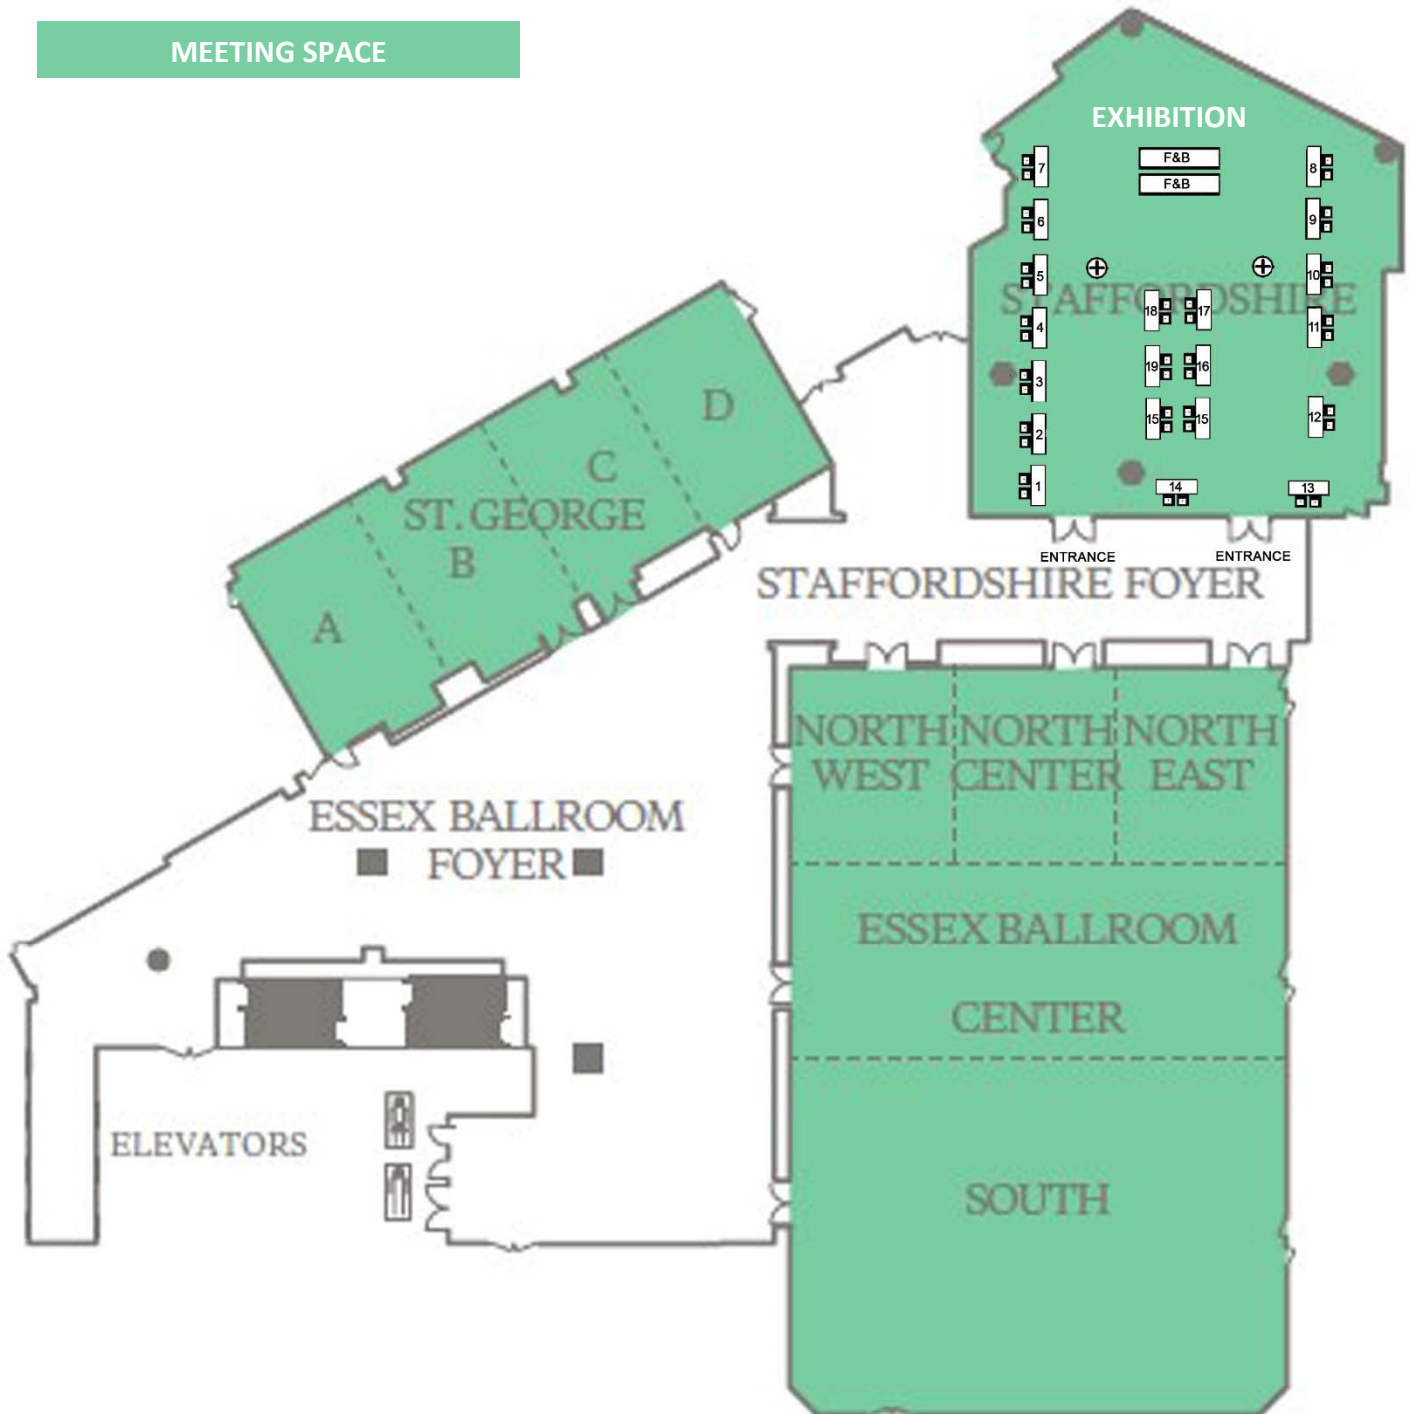 MEETING SPACE
EXHIBITION
F&B
F&B
7
8
6
9
5
10
STAFFORDSHIRE
18
17
4
11
3
19
16
12
2
15
15
1
14
13
ENTRANCE
ENTRANCE
D
C
ST. GEORGE
B
A
STAFFORDSHIRE FOYER
NORTH
WEST
NORTH
CENTER
NORTH
EAST
ESSEX BALLROOM
FOYER
ESSEX BALLROOM
CENTER
ELEVATORS
SOUTH